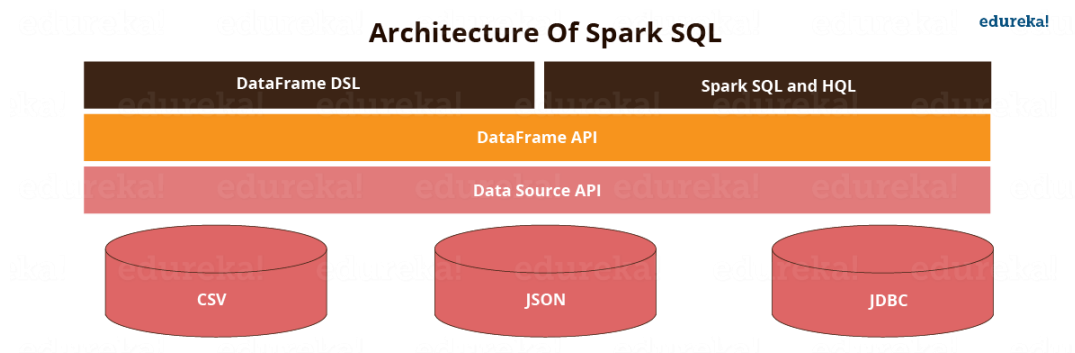 Architecture Of Spark SQL
edureka!
DataFrame DSL
Spark SQL and HQL
DataFrame API
Data Source API
CSV
JSON
JDBC